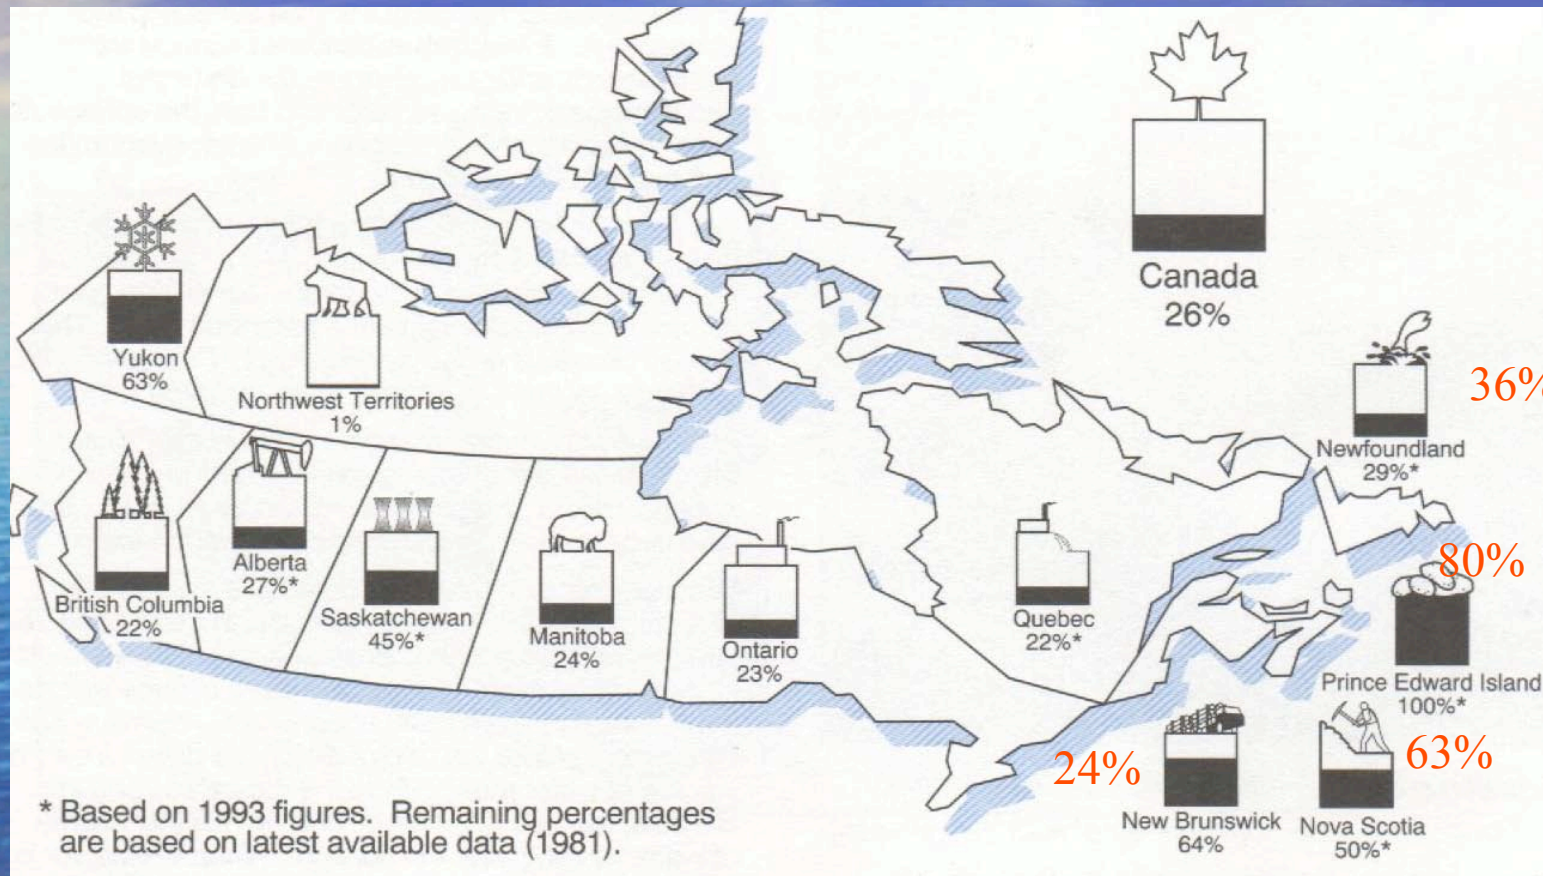 Canada
26%
Yukon
63%
Northwest Territories
1%
36%
Newfoundland
29%*
British Columbia
22%
Alberta
27%*
Saskatchewan
45%*
Manitoba
24%
Ontario
23%
Quebec
22%*
80%
Prince Edward Island
100%*
24%
New Brunswick
64%
63%
Nova Scotia
50%*
* Based on 1993 figures. Remaining percentages
are based on latest available data (1981).